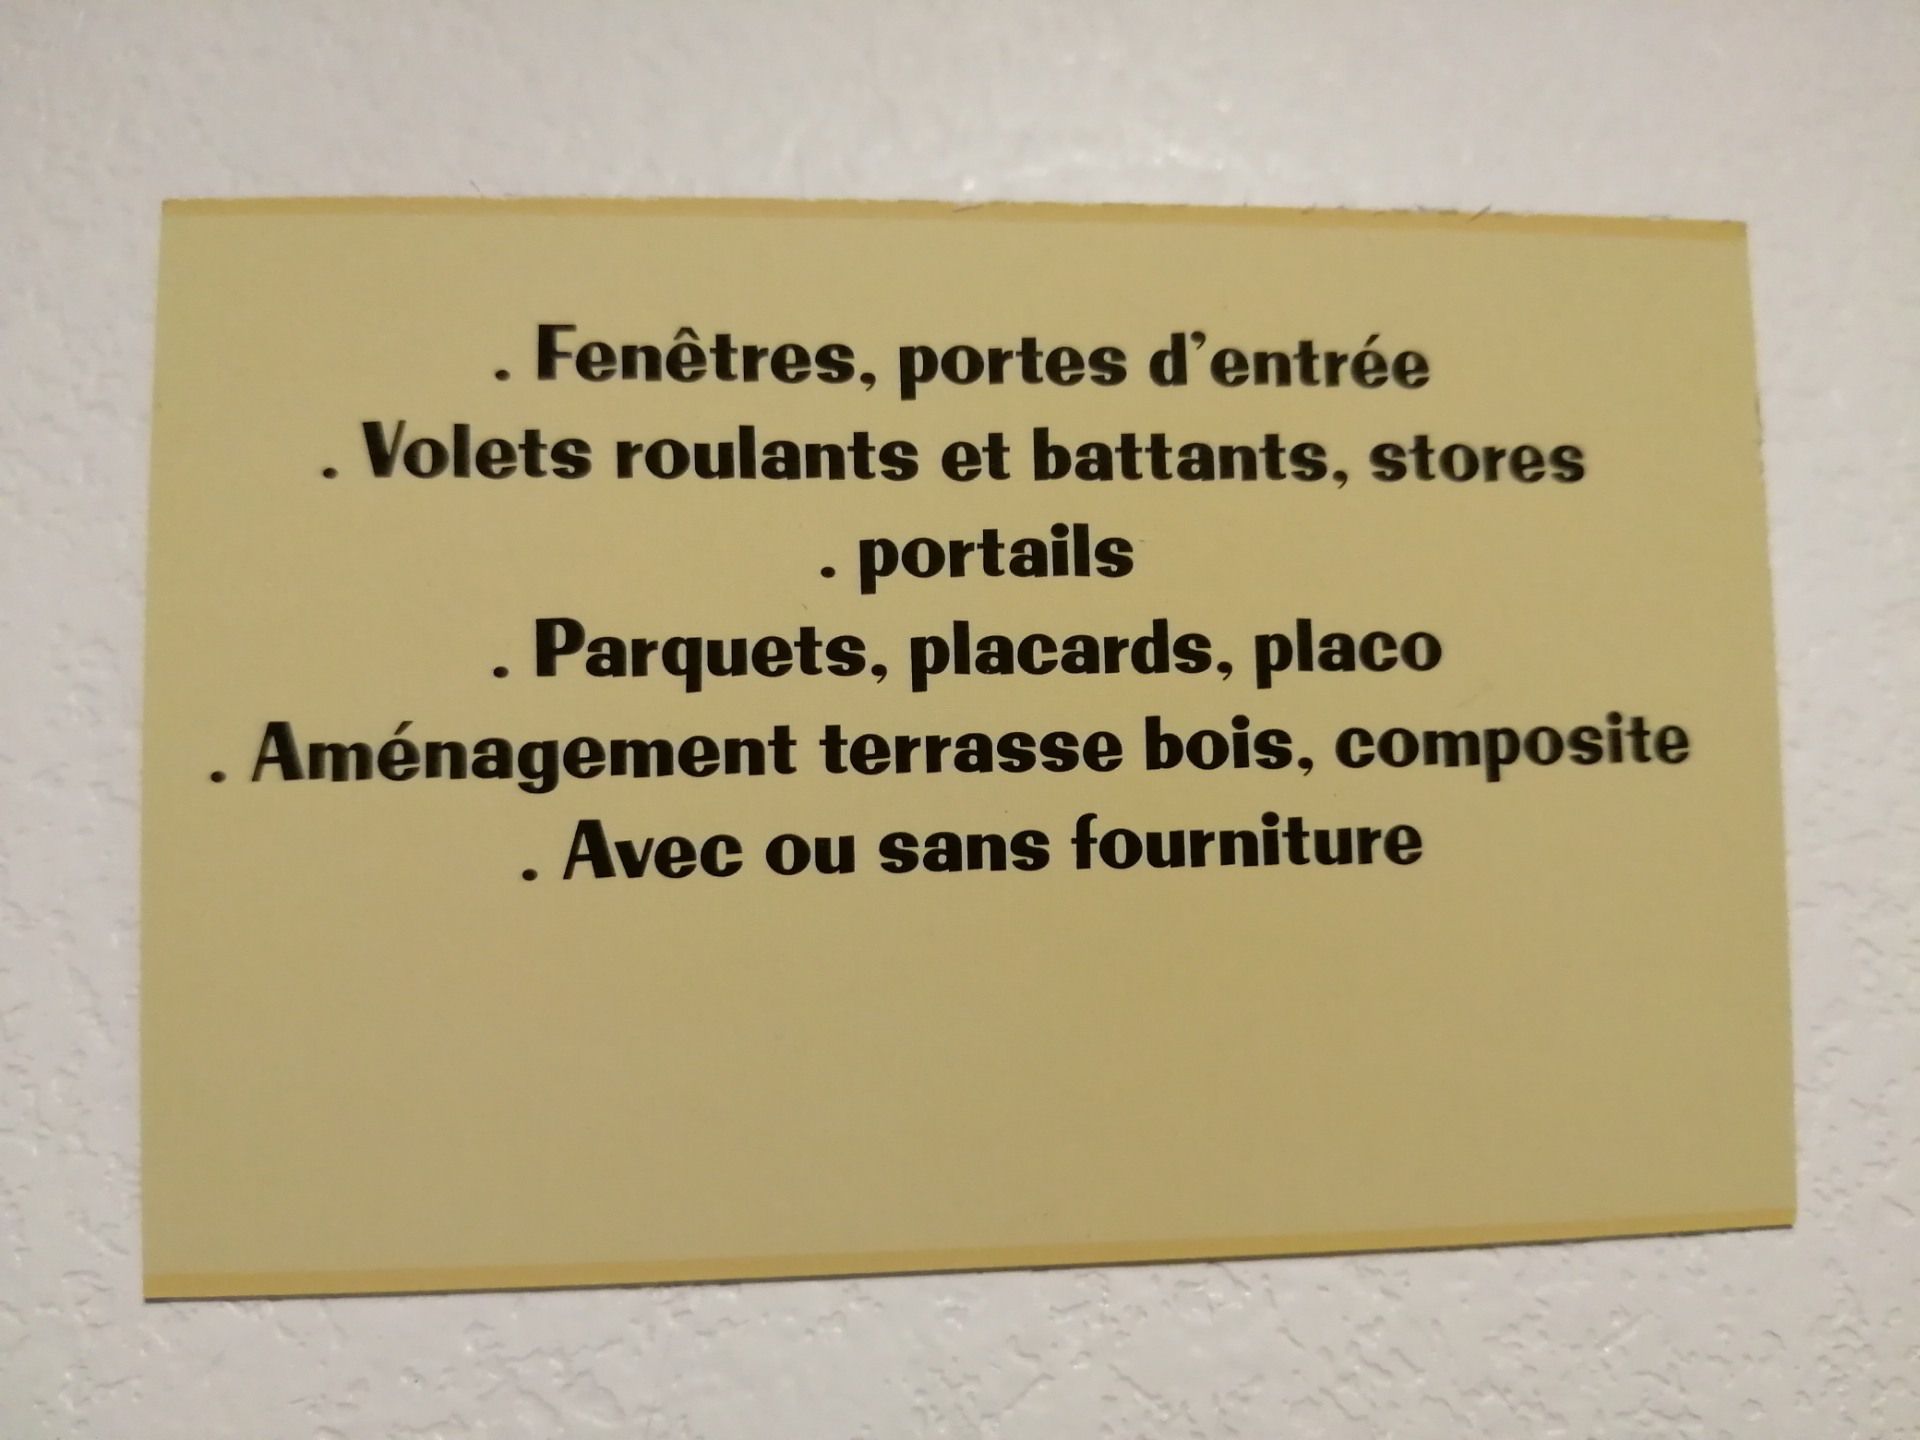 . Fenêtres, portes d'entrée
. Volets roulants et battants, stores
. portails
. Parquets, placards, placo
. Aménagement terrasse bois, composite
. Avec ou sans fourniture